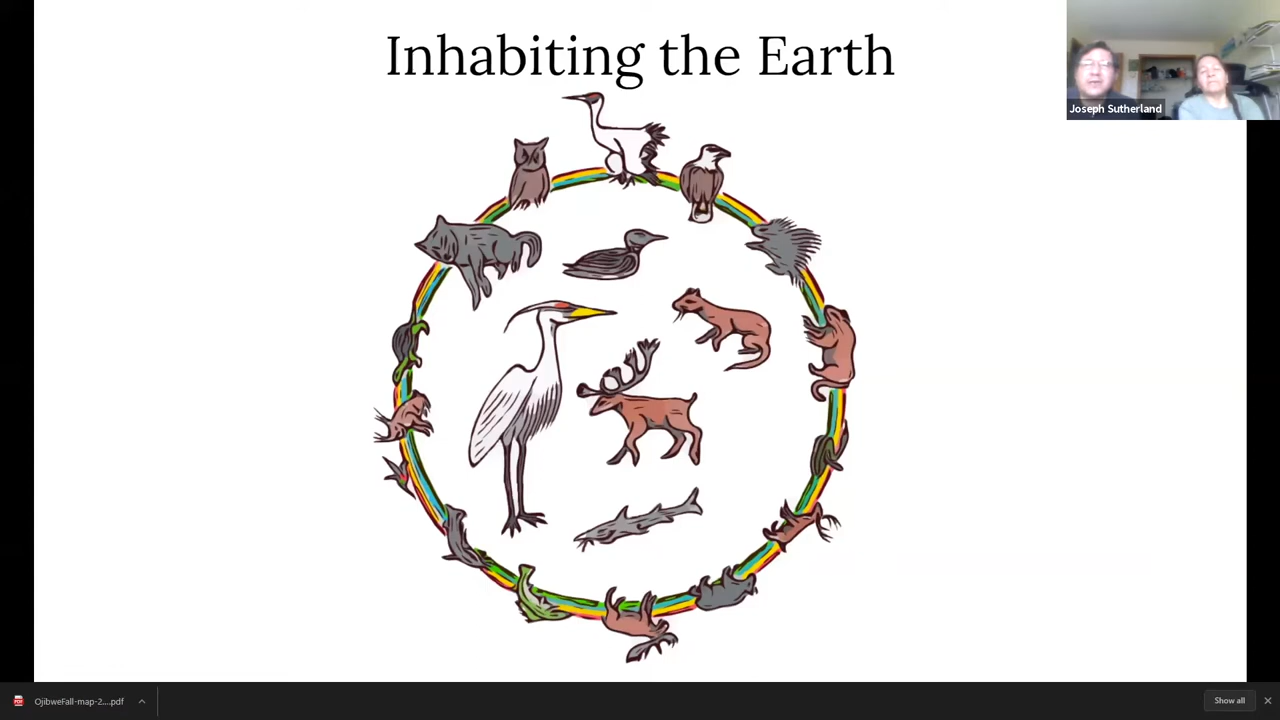 Inhabiting the Earth
Joseph Sutherland
OjibweFall-map-2....pdf
Show all